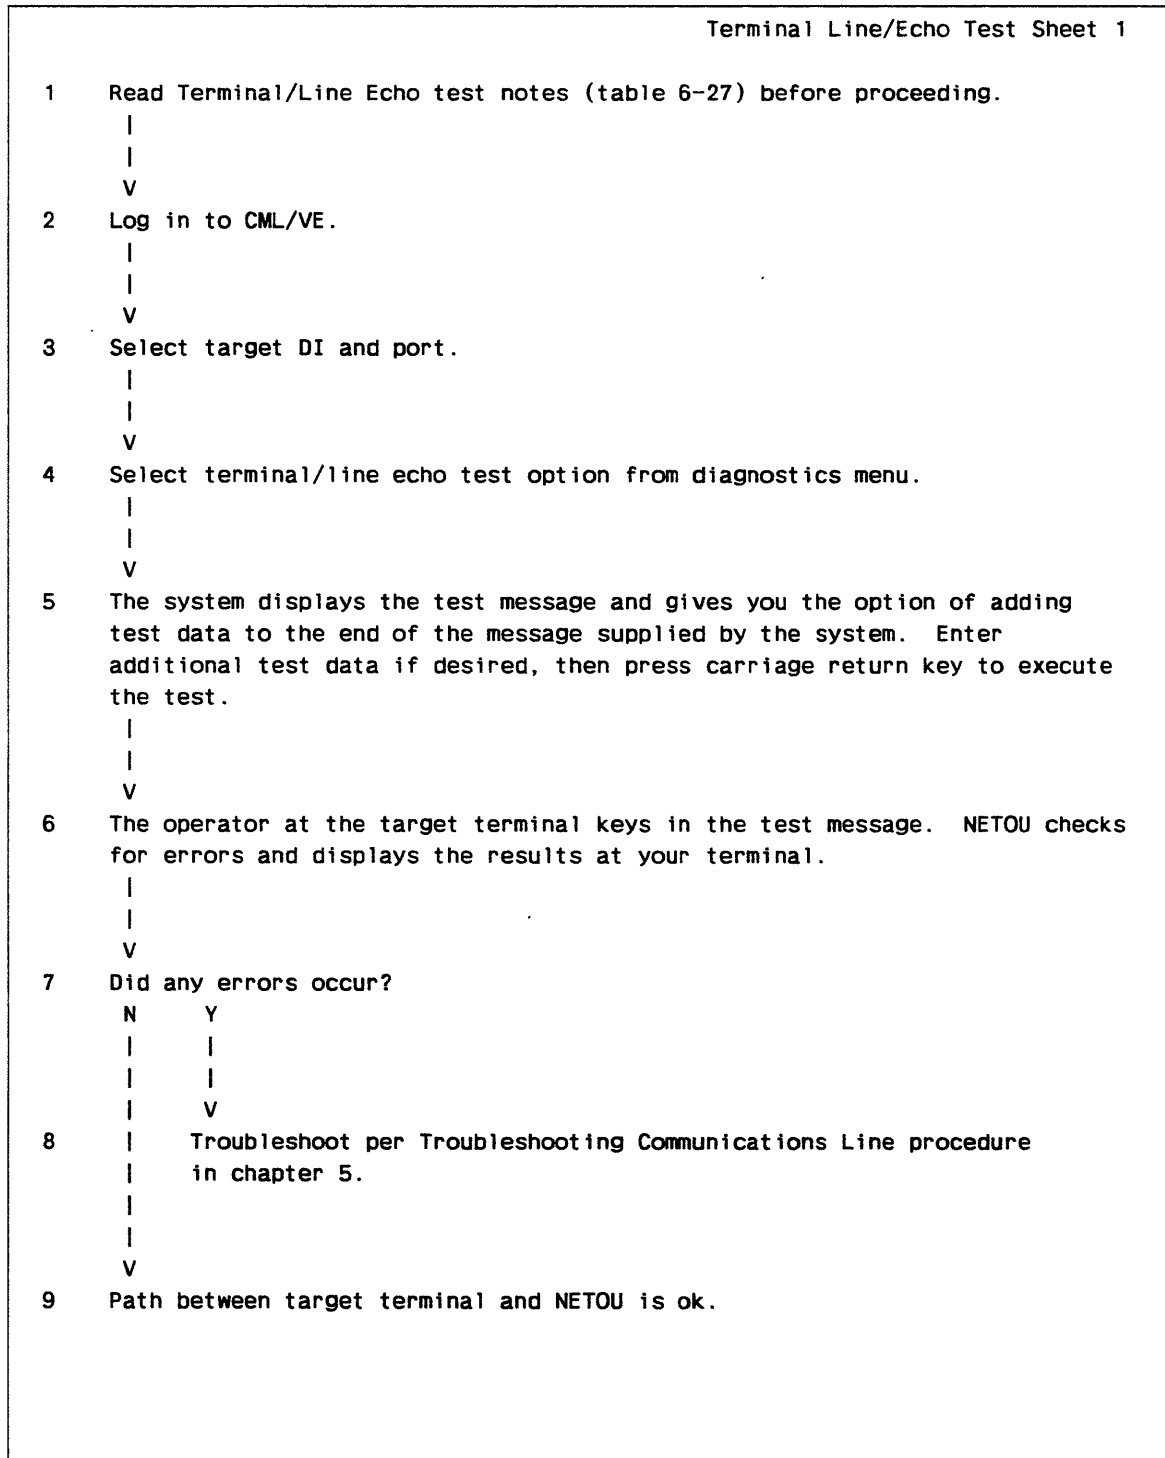 Terminal Line/Echo Test Sheet 1
1 Read Terminal/Line Echo test notes (table 6-27) before proceeding.
|
|
V
2 Log in to CML/VE.
|
|
V
3 Select target DI and port.
|
|
V
4 Select terminal/line echo test option from diagnostics menu.
|
|
V
5 The system displays the test message and gives you the option of adding
test data to the end of the message supplied by the system. Enter
additional test data if desired, then press carriage return key to execute
the test.
|
|
V
6 The operator at the target terminal keys in the test message. NETOU checks
for errors and displays the results at your terminal.
|
|
V
7 Did any errors occur?
N Y
| |
| |
| V
8 | Troubleshoot per Troubleshooting Communications Line procedure
| in chapter 5.
|
|
V
9 Path between target terminal and NETOU is ok.